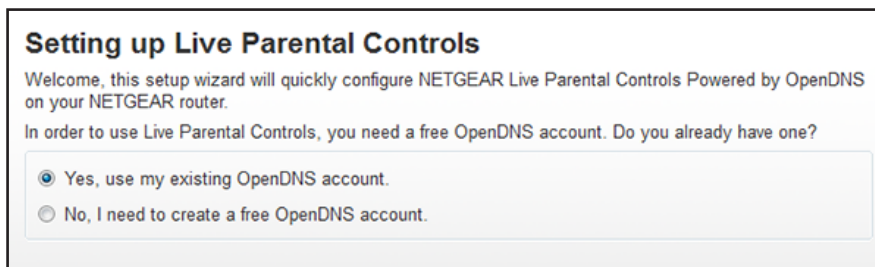 Setting up Live Parental Controls
Welcome, this setup wizard will quickly configure NETGEAR Live Parental Controls Powered by OpenDNS
on your NETGEAR router.
In order to use Live Parental Controls, you need a free OpenDNS account. Do you already have one?
Yes, use my existing OpenDNS account.
No, I need to create a free OpenDNS account.